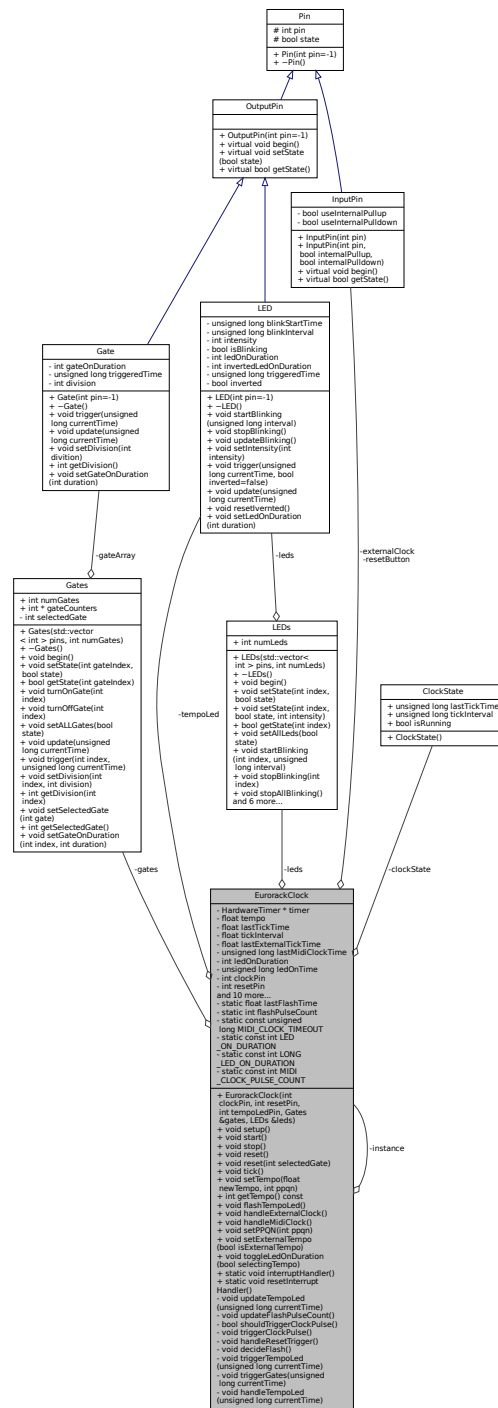 Pin
# int pin
# bool state
+ Pin(int pin=-1)
+ ~Pin()
OutputPin
+ OutputPin(int pin=-1)
+ virtual void begin()
+ virtual void setState
(bool state)
+ virtual bool getState()
InputPin
- bool useInternalPullup
- bool useInternalPulldown
+ InputPin(int pin)
+ InputPin(int pin,
bool internalPullup,
bool internalPulldown)
+ virtual void begin()
+ virtual bool getState()
LED
- unsigned long blinkStartTime
- unsigned long blinkInterval
- int intensity
- bool isBlinking
- int ledOnDuration
- int invertedLedOnDuration
- unsigned long triggeredTime
- bool inverted
+ LED(int pin=-1)
+ ~LED()
+ void startBlinking
(unsigned long interval)
+ void stopBlinking()
+ void updateBlinking()
+ void setIntensity(int
intensity)
+ void trigger(unsigned
long currentTime, bool
inverted=false)
+ void update(unsigned
long currentTime)
+ void resetIvernted()
+ void setLedOnDuration
(int duration)
Gate
- int gateOnDuration
- unsigned long triggeredTime
- int division
+ Gate(int pin=-1)
+ ~Gate()
+ void trigger(unsigned
long currentTime)
+ void update(unsigned
long currentTime)
+ void setDivision(int
divition)
+ int getDivision()
+ void setGateOnDuration
(int duration)
-gateArray
-leds
-externalClock
-resetButton
Gates
+ int numGates
+ int * gateCounters
- int selectedGate
+ Gates(std::vector
< int > pins, int numGates)
+ ~Gates()
+ void begin()
+ void setState(int gateIndex,
bool state)
+ bool getState(int gateIndex)
+ void turnOnGate(int
index)
+ void turnOffGate(int
index)
+ void setALLGates(bool
state)
+ void update(unsigned
long currentTime)
+ void trigger(int index,
unsigned long currentTime)
+ void setDivision(int
index, int division)
+ int getDivision(int
index)
+ void setSelectedGate
(int gate)
+ int getSelectedGate()
+ void setGateOnDuration
(int index, int duration)
-tempoLed
LEDs
+ int numLeds
+ LEDs(std::vector<
int > pins, int numLeds)
+ ~LEDs()
+ void begin()
+ void setState(int index,
bool state)
+ void setState(int index,
bool state, int intensity)
+ bool getState(int index)
+ void setAllLeds(bool
state)
+ void startBlinking
(int index, unsigned
long interval)
+ void stopBlinking(int
index)
+ void stopAllBlinking()
and 6 more...
ClockState
+ unsigned long lastTickTime
+ unsigned long tickInterval
+ bool isRunning
+ ClockState()
-gates
-leds
-clockState
EurorackClock
- HardwareTimer * timer
- float tempo
- float lastTickTime
- float tickInterval
- float lastExternalTickTime
- unsigned long lastMidiClockTime
- int ledOnDuration
- unsigned long ledOnTime
- int clockPin
- int resetPin
and 10 more...
- static float lastFlashTime
- static int flashPulseCount
- static const unsigned
long MIDI_CLOCK_TIMEOUT
- static const int LED
_ON_DURATION
- static const int LONG
_LED_ON_DURATION
- static const int MIDI
_CLOCK_PULSE_COUNT
+ EurorackClock(int
clockPin, int resetPin,
int tempoLedPin, Gates
&gates, LEDs &leds)
+ void setup()
+ void start()
+ void stop()
+ void reset()
+ void reset(int selectedGate)
+ void tick()
+ void setTempo(float
newTempo, int ppqn)
+ int getTempo() const
+ void flashTempoLed()
+ void handleExternalClock()
+ void handleMidiClock()
+ void setPPQN(int ppqn)
+ void setExternalTempo
(bool isExternalTempo)
+ void toggleLedOnDuration
(bool selectingTempo)
+ static void interruptHandler()
+ static void resetInterrupt
Handler()
- void updateTempoLed
(unsigned long currentTime)
- void updateFlashPulseCount()
- bool shouldTriggerClockPulse()
- void triggerClockPulse()
- void handleResetTrigger()
- void decideFlash()
- void triggerTempoLed
(unsigned long currentTime)
- void triggerGates(unsigned
long currentTime)
- void handleTempoLed
(unsigned long currentTime)
-instance